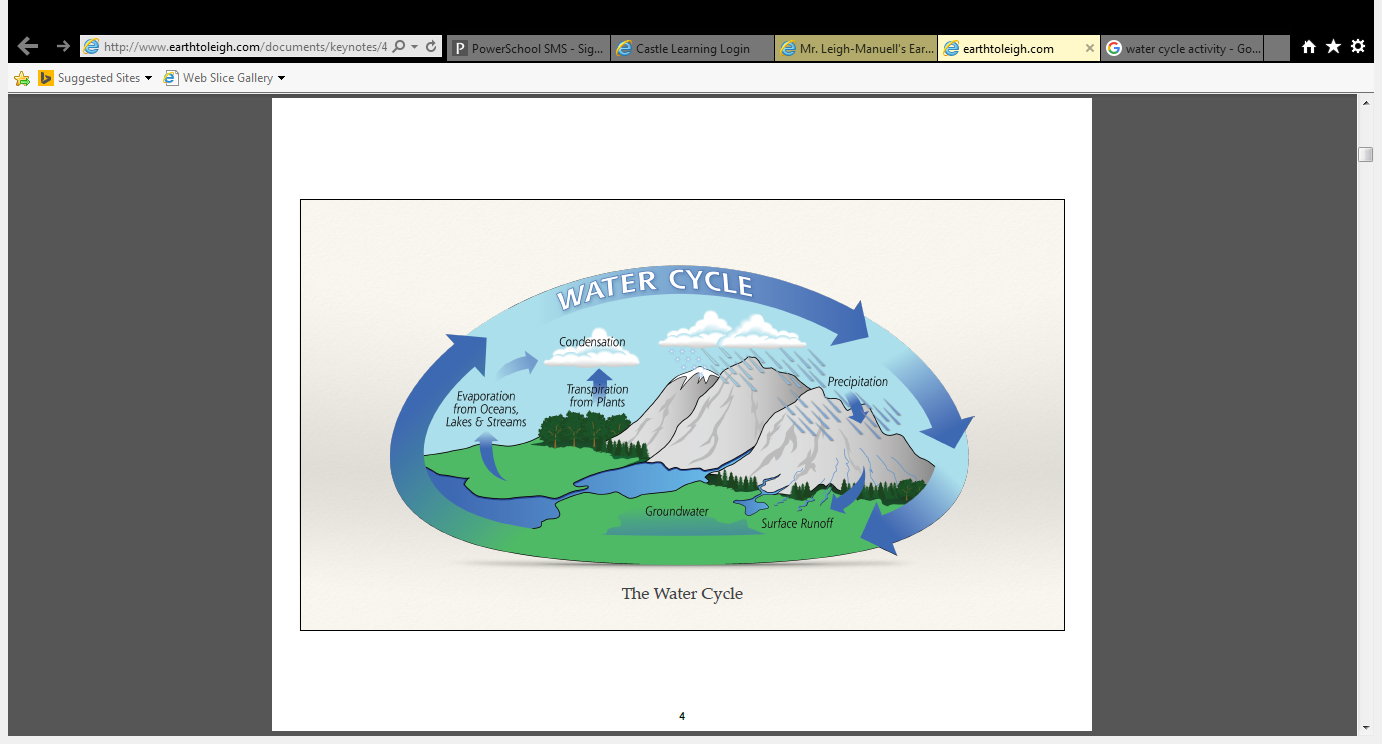 http://www.earthtoleigh.com/documents/keynotes/4
PowerSchool SMS - Sig...
Castle Learning Login
Mr. Leigh-Manuell's Ear...
earthtoleigh.com
water cycle activity - Go...
Suggested Sites
Web Slice Gallery
WATER CYCLE
Condensation
Precipitation
Transpiration
from Plants
Evaporation
from Oceans,
Lakes & Streams
Groundwater
Surface Runoff
The Water Cycle
4